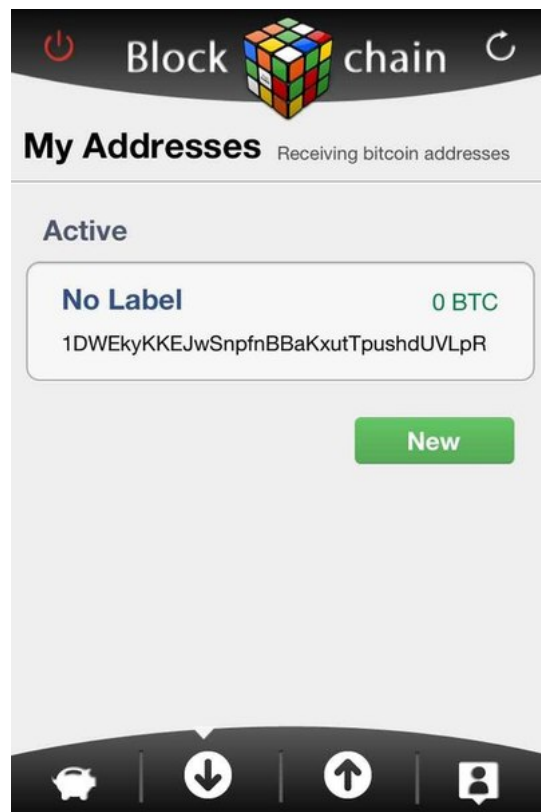 Block chain
My Addresses Receiving bitcoin addresses
Active
No Label 0 BTC
1DWEkyKKEJwSnpfnBBaKxutTpushdUVLpR
New